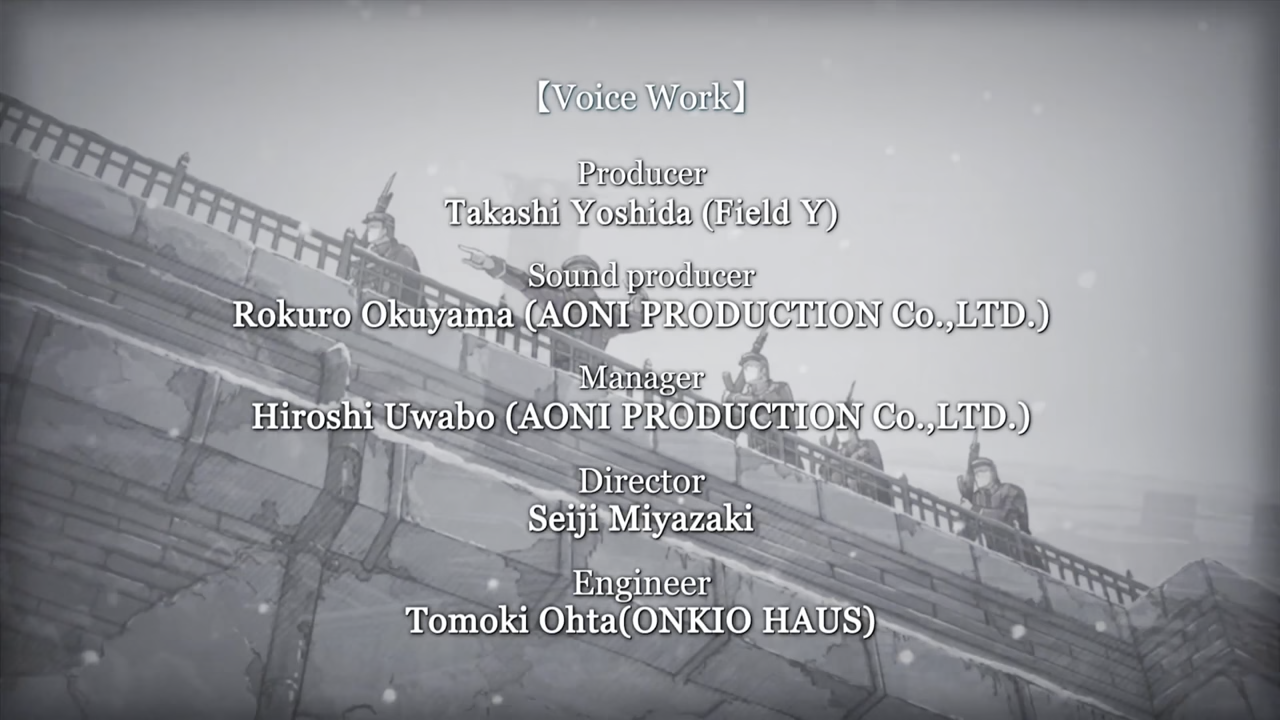 【Voice Work】
Producer
Takashi Yoshida (Field Y)
Sound producer
Rokuro Okuyama (AONI PRODUCTION Co.,LTD.)
Manager
Hiroshi Uwabo (AONI PRODUCTION Co.,LTD.)
Director
Seiji Miyazaki
Engineer
Tomoki Ohta(ONKIO HAUS)